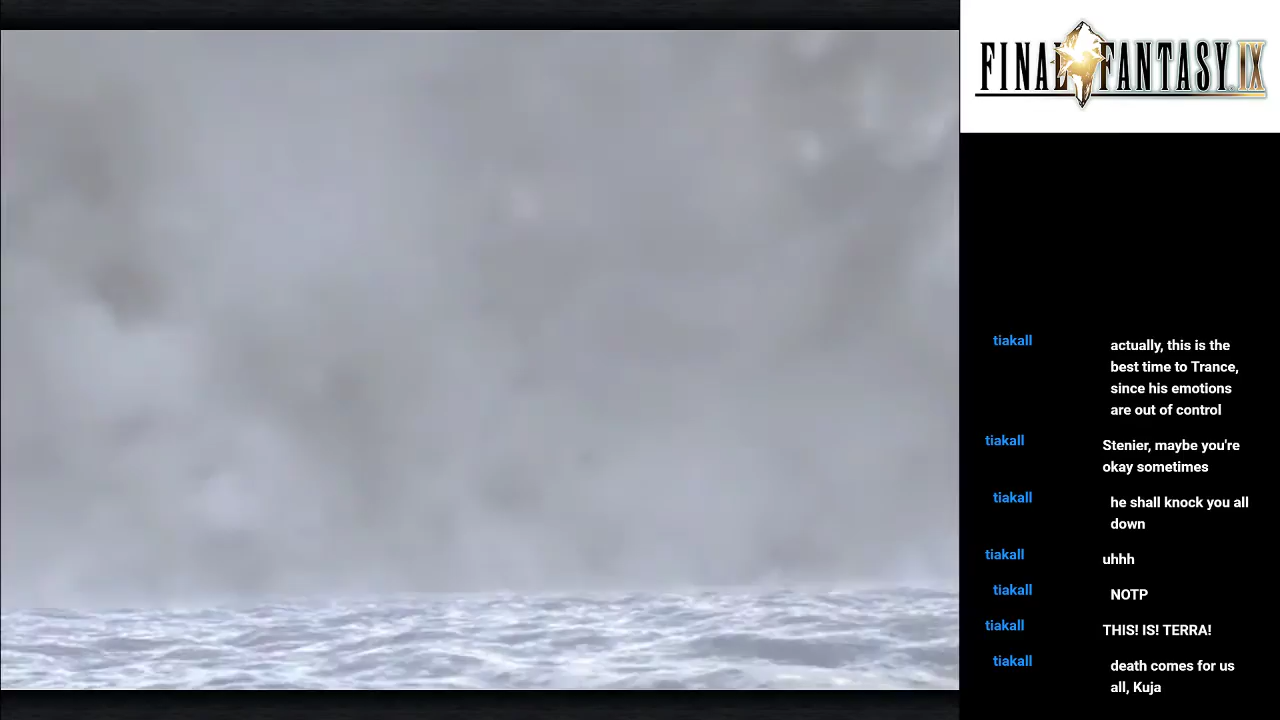 FINAL FANTASY IX
tiakall
actually, this is the
best time to Trance,
since his emotions
are out of control
tiakall
Stenier, maybe you're
okay sometimes
tiakall
he shall knock you all
down
tiakall
uhhh
tiakall
NOTP
tiakall
THIS! IS! TERRA!
tiakall
death comes for us
all, Kuja